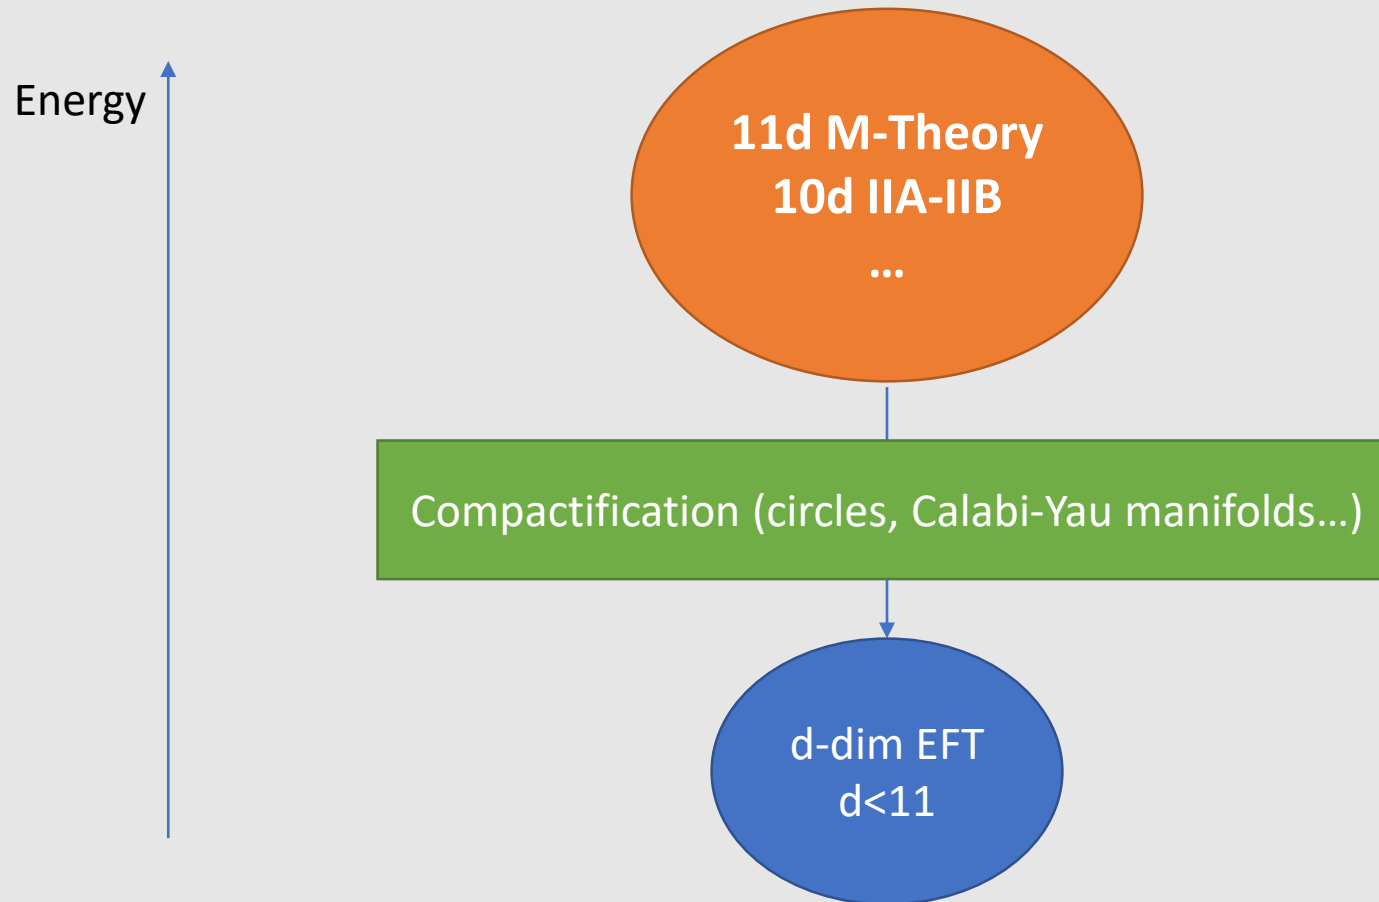 Energy
11d M-Theory
10d IIA-IIB
…
Compactification (circles, Calabi-Yau manifolds…)
d-dim EFT
d<11